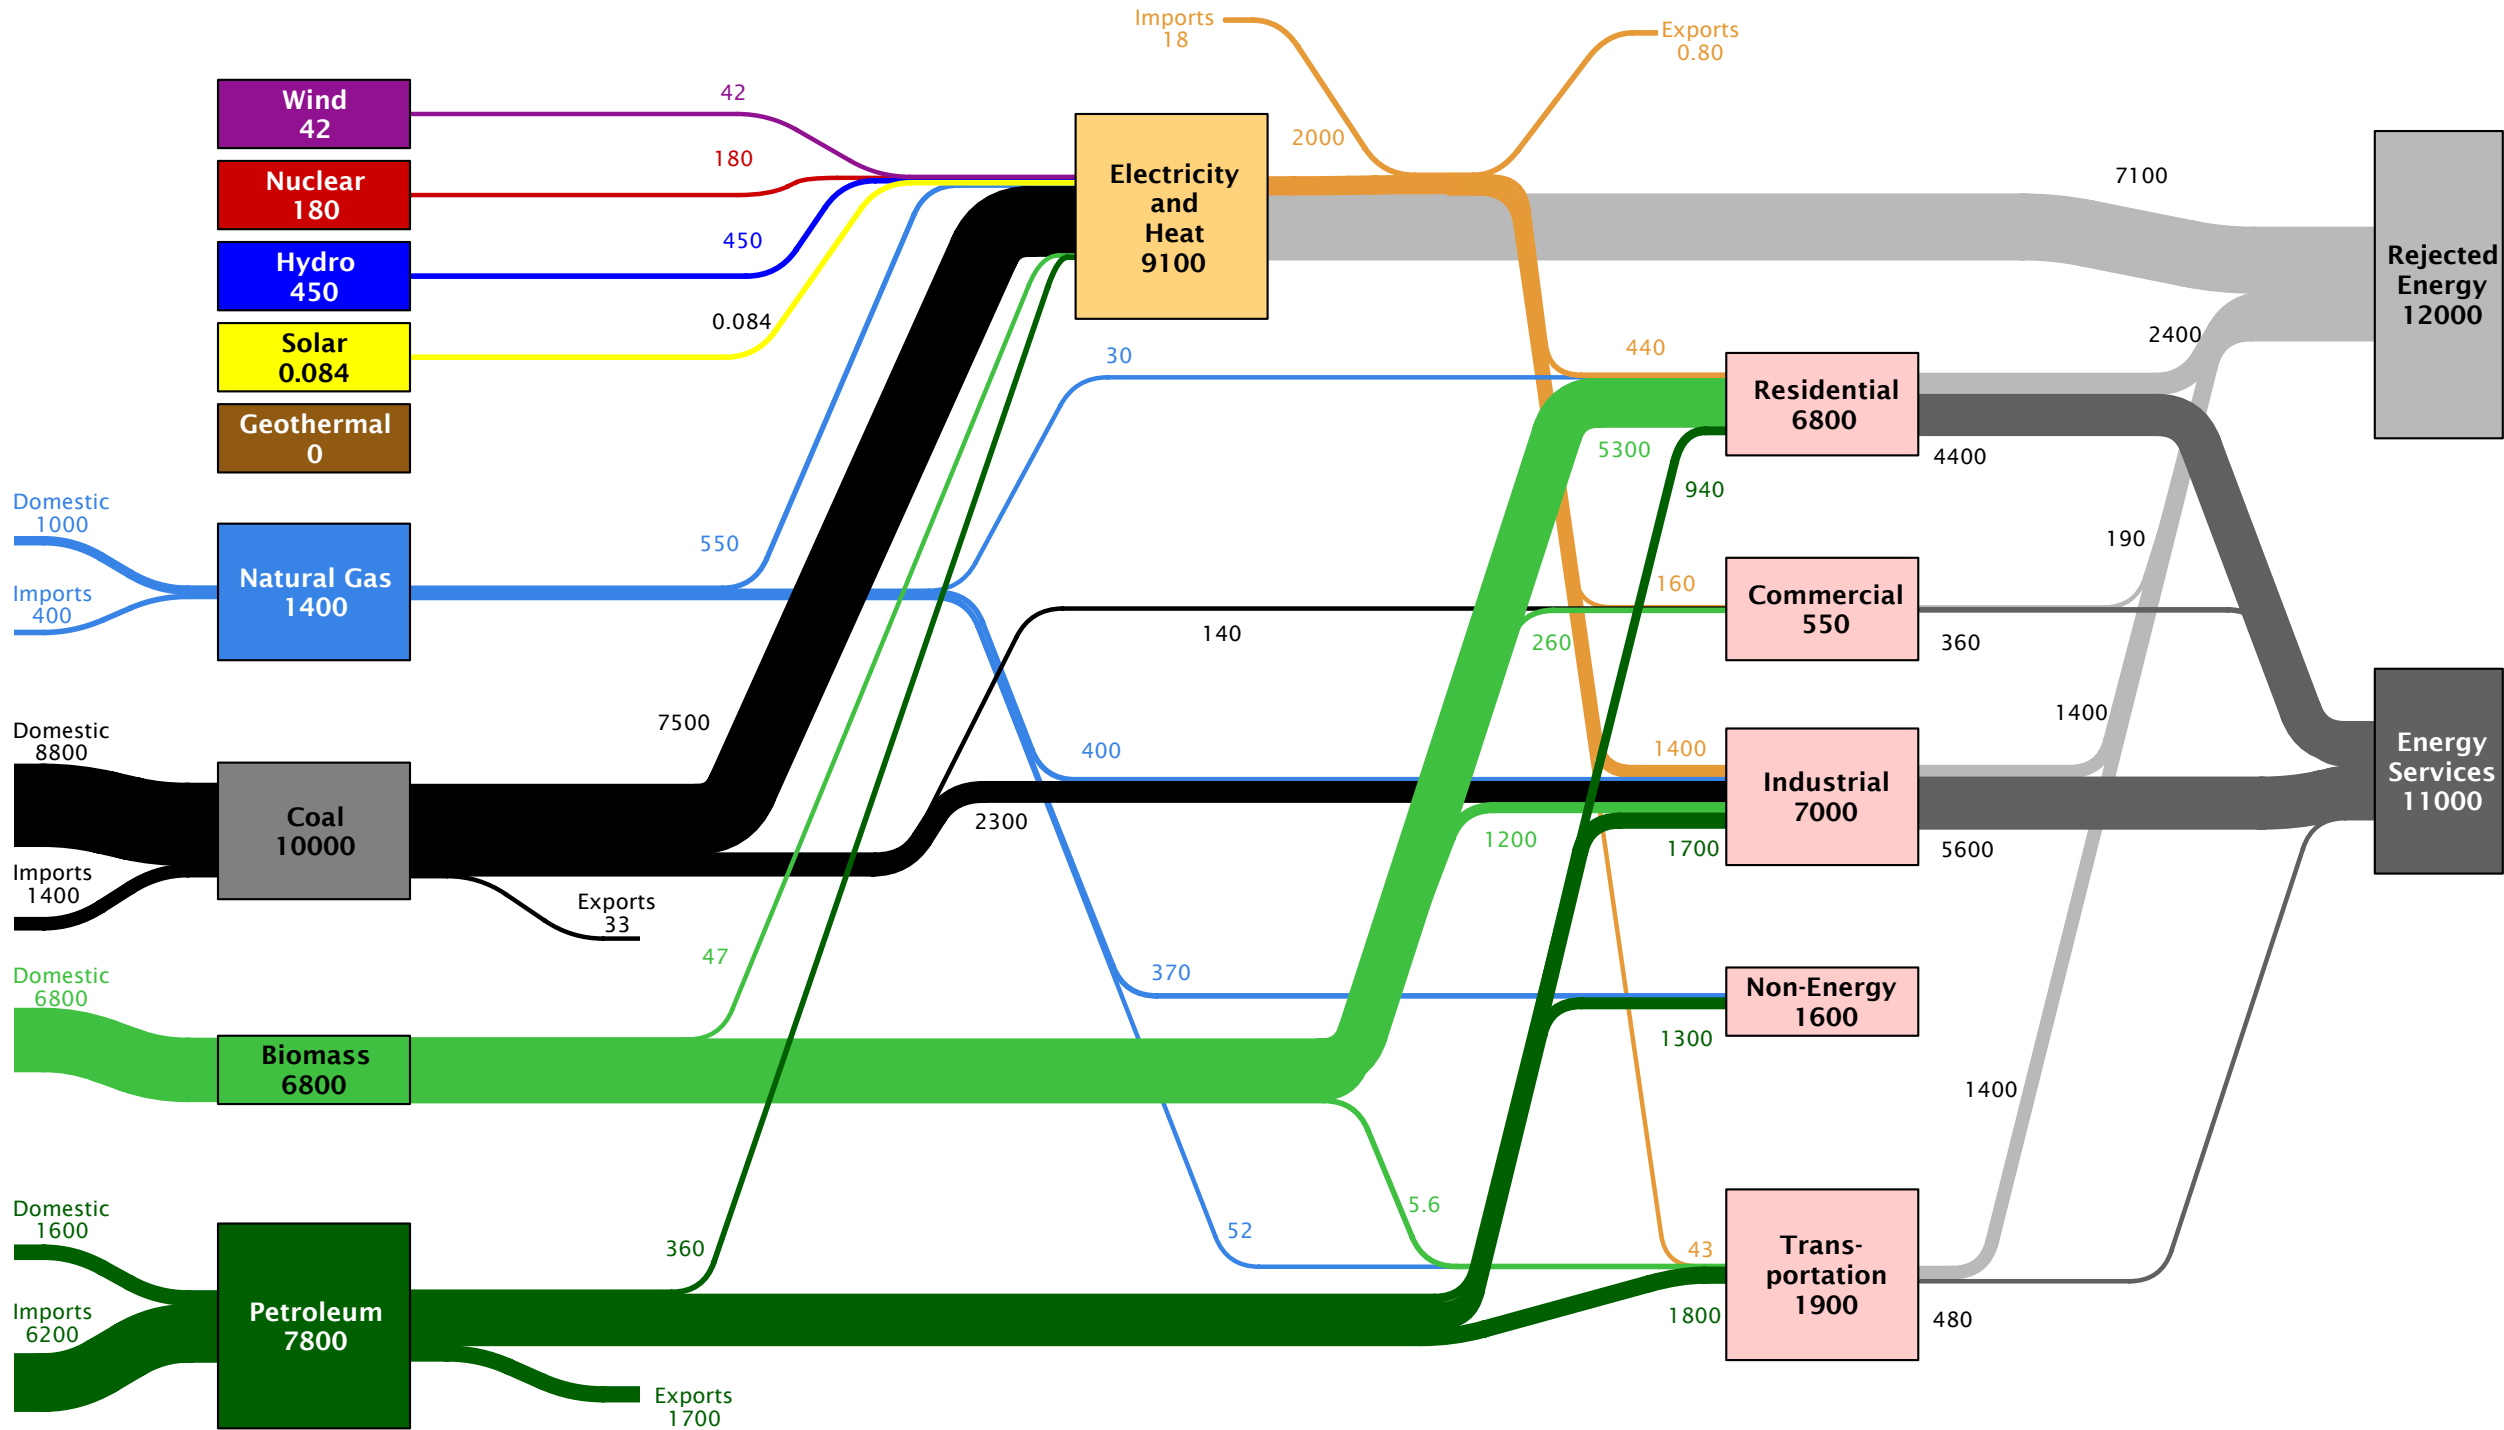 Imports
18
Exports
0.80
Wind
42
42
Nuclear
180
180
Hydro
450
450
Solar
0.084
0.084
Geothermal
0
Electricity
and
Heat
9100
2000
7100
Rejected
Energy
12000
2400
30
440
Residential
6800
5300
940
4400
Domestic
1000
Imports
400
Natural Gas
1400
550
190
160
Commercial
550
140
260
360
Domestic
8800
Imports
1400
Coal
10000
7500
Exports
33
400
2300
1400
Industrial
7000
1200
1700
1400
5600
Energy
Services
11000
Domestic
6800
Biomass
6800
47
370
Non-Energy
1600
1300
1400
Domestic
1600
Imports
6200
Petroleum
7800
360
Exports
1700
52
5.6
43
Trans-
portation
1900
1800
480